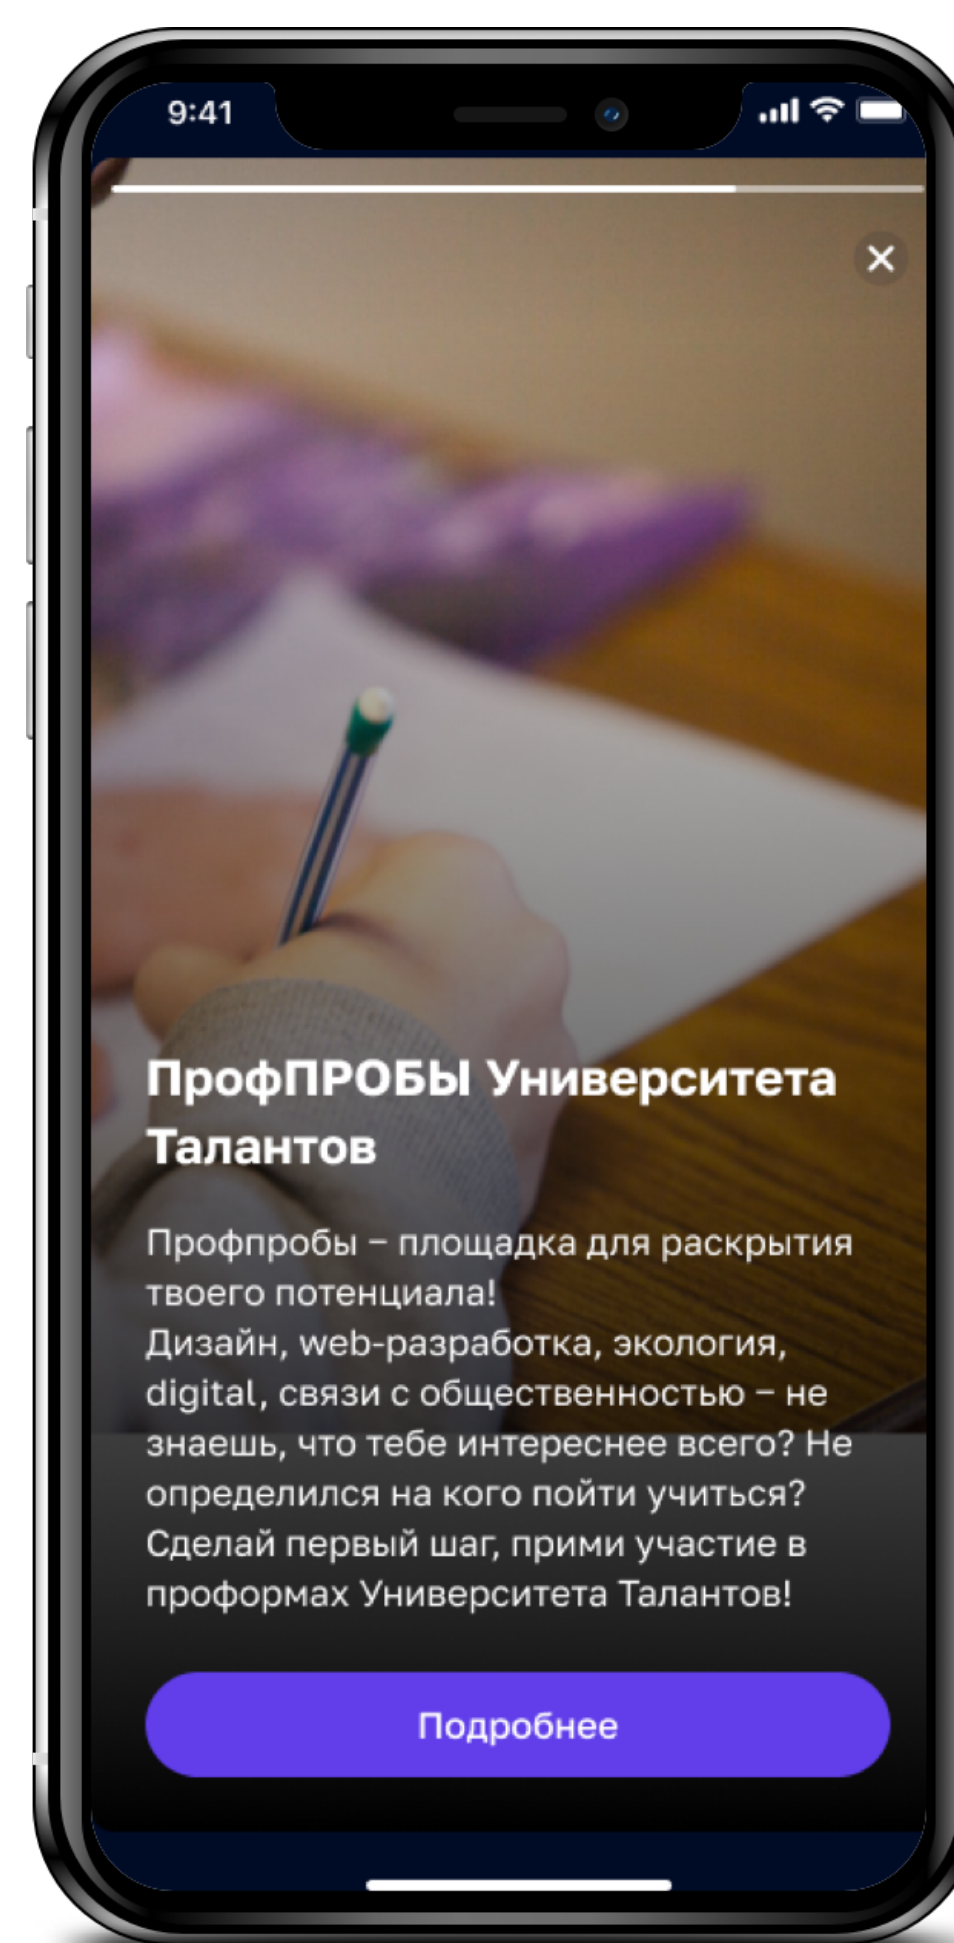 9:41
ПрофПРОБЫ Университета
Талантов
Профпробы – площадка для раскрытия
твоего потенциала!
Дизайн, web-разработка, экология,
digital, связи с общественностью – не
знаешь, что тебе интереснее всего? Не
определился на кого пойти учиться?
Сделай первый шаг, прими участие в
проформах Университета Талантов!
Подробнее